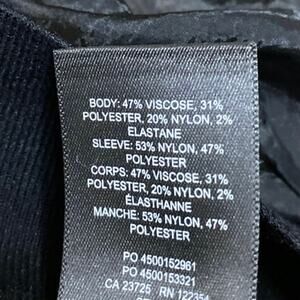 BODY: 47% VISCOSE, 31%
POLYESTER, 20% NYLON, 2%
ELASTANE
SLEEVE: 53% NYLON, 47%
POLYESTER
CORPS: 47% VISCOSE, 31%
POLYESTER, 20% NYLON, 2%
ÉLASTHANNE
MANCHE: 53% NYLON, 47%
POLYESTER
PO 4500152961
PO 4500153321
CA 23725 RN